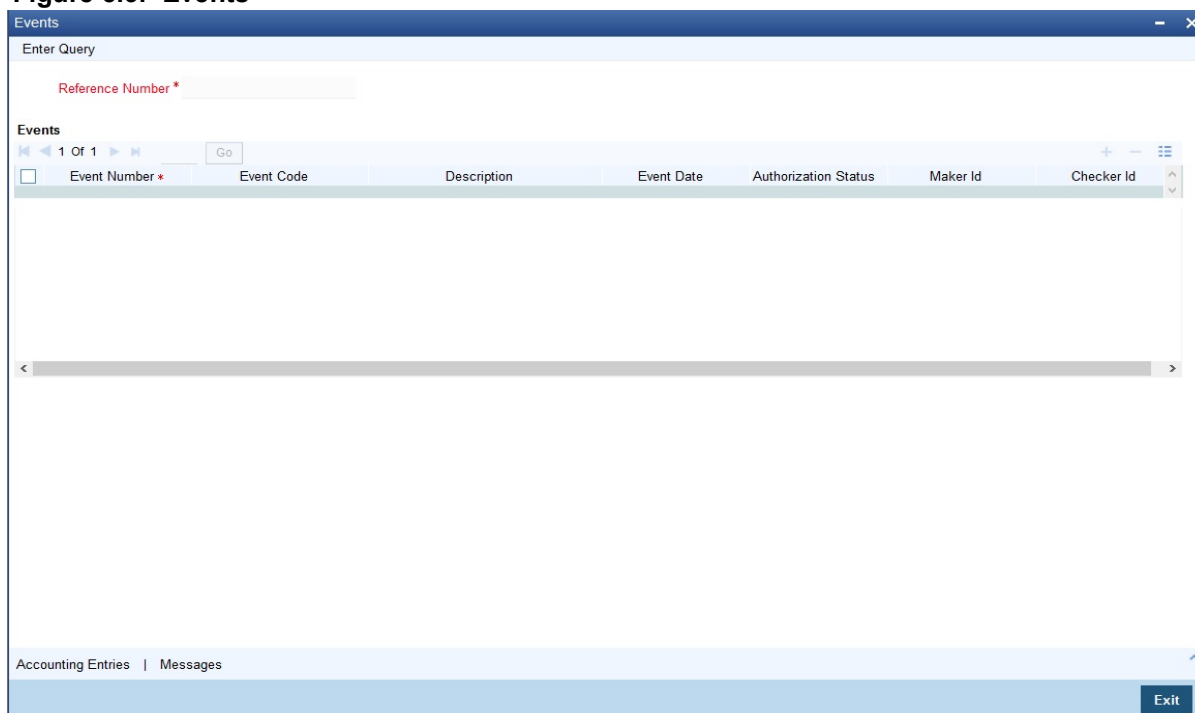 Events
Enter Query
Reference Number *
Events
1 Of 1 Go
Event Number * Event Code Description Event Date Authorization Status Maker Id Checker Id
Accounting Entries | Messages
Exit